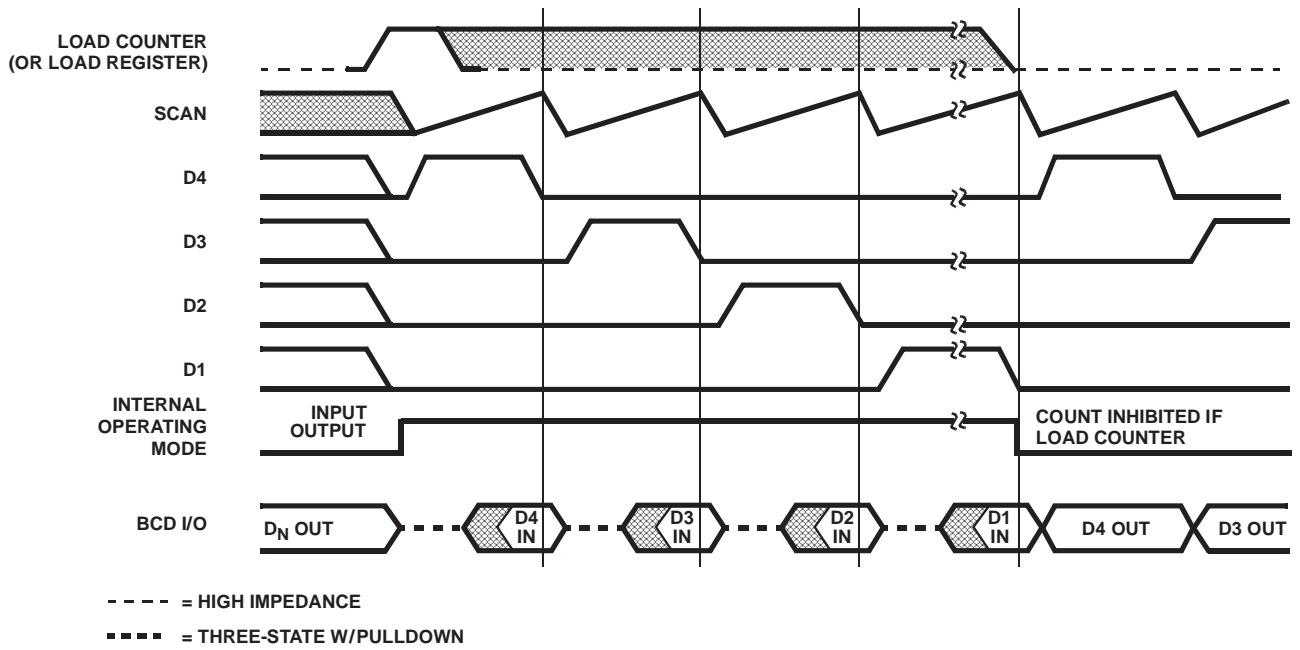 LOAD COUNTER
(OR LOAD REGISTER)
SCAN
D4
D3
D2
D1
INTERNAL
OPERATING
MODE
INPUT
OUTPUT
COUNT INHIBITED IF
LOAD COUNTER
BCD I/O
DN OUT
D4
IN
D3
IN
D2
IN
D1
IN
D4 OUT
D3 OUT
= HIGH IMPEDANCE
= THREE-STATE W/PULLDOWN